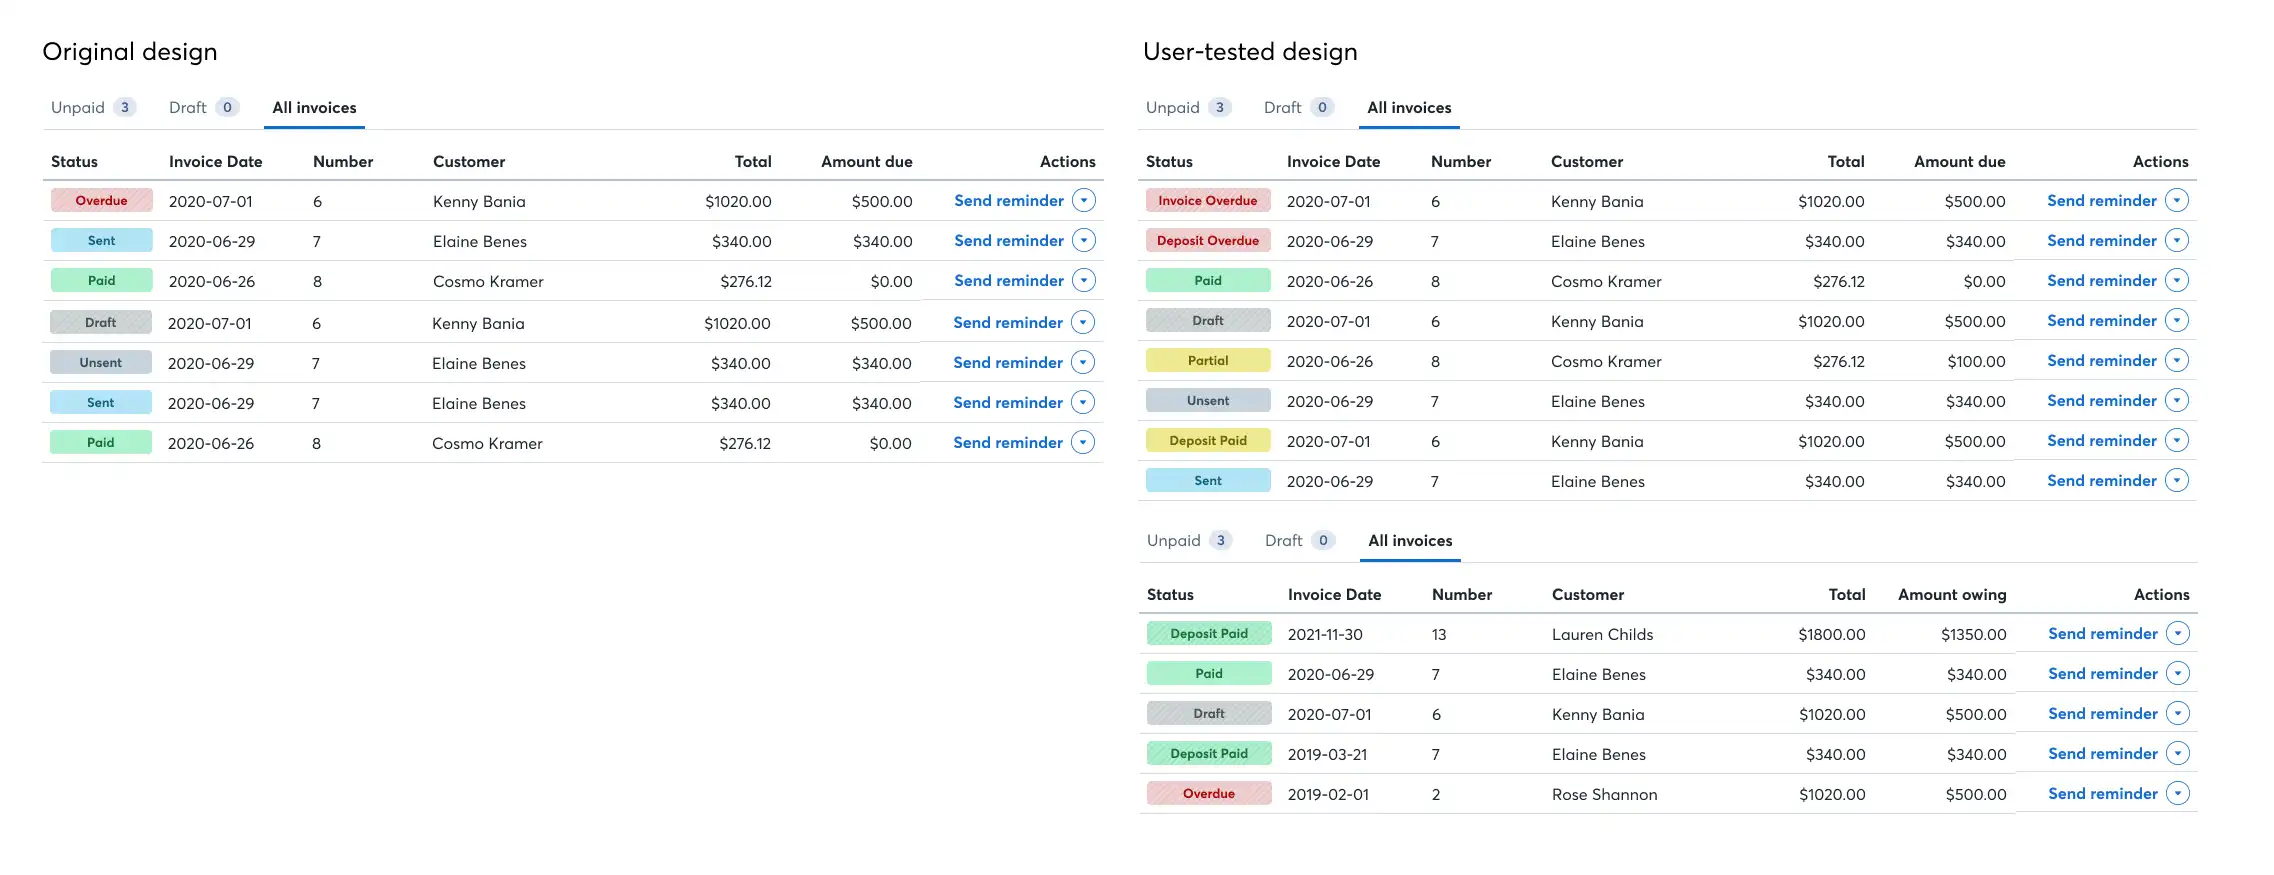 Original design
Unpaid 3 Draft 0 All invoices
Status Invoice Date Number Customer Total Amount due Actions
Overdue 2020-07-01 6 Kenny Bania $1020.00 $500.00 Send reminder
Sent 2020-06-29 7 Elaine Benes $340.00 $340.00 Send reminder
Paid 2020-06-26 8 Cosmo Kramer $276.12 $0.00 Send reminder
Draft 2020-07-01 6 Kenny Bania $1020.00 $500.00 Send reminder
Unsent 2020-06-29 7 Elaine Benes $340.00 $340.00 Send reminder
Sent 2020-06-29 7 Elaine Benes $340.00 $340.00 Send reminder
Paid 2020-06-26 8 Cosmo Kramer $276.12 $0.00 Send reminder
User-tested design
Unpaid 3 Draft 0 All invoices
Status Invoice Date Number Customer Total Amount due Actions
Invoice Overdue 2020-07-01 6 Kenny Bania $1020.00 $500.00 Send reminder
Deposit Overdue 2020-06-29 7 Elaine Benes $340.00 $340.00 Send reminder
Paid 2020-06-26 8 Cosmo Kramer $276.12 $0.00 Send reminder
Draft 2020-07-01 6 Kenny Bania $1020.00 $500.00 Send reminder
Partial 2020-06-26 8 Cosmo Kramer $276.12 $100.00 Send reminder
Unsent 2020-06-29 7 Elaine Benes $340.00 $340.00 Send reminder
Deposit Paid 2020-07-01 6 Kenny Bania $1020.00 $500.00 Send reminder
Sent 2020-06-29 7 Elaine Benes $340.00 $340.00 Send reminder
Unpaid 3 Draft 0 All invoices
Status Invoice Date Number Customer Total Amount owing Actions
Deposit Paid 2021-11-30 13 Lauren Childs $1800.00 $1350.00 Send reminder
Paid 2020-06-29 7 Elaine Benes $340.00 $340.00 Send reminder
Draft 2020-07-01 6 Kenny Bania $1020.00 $500.00 Send reminder
Deposit Paid 2019-03-21 7 Elaine Benes $340.00 $340.00 Send reminder
Overdue 2019-02-01 2 Rose Shannon $1020.00 $500.00 Send reminder